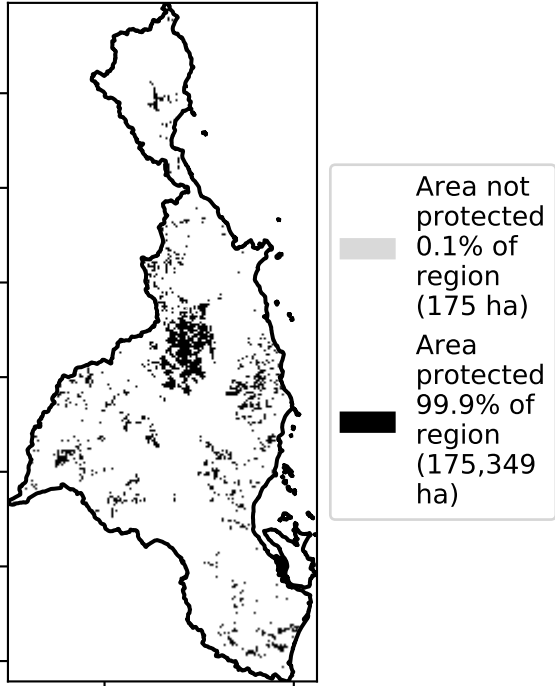 Area not
protected
0.1% of
region
(175 ha)
Area
protected
99.9% of
region
(175,349
ha)